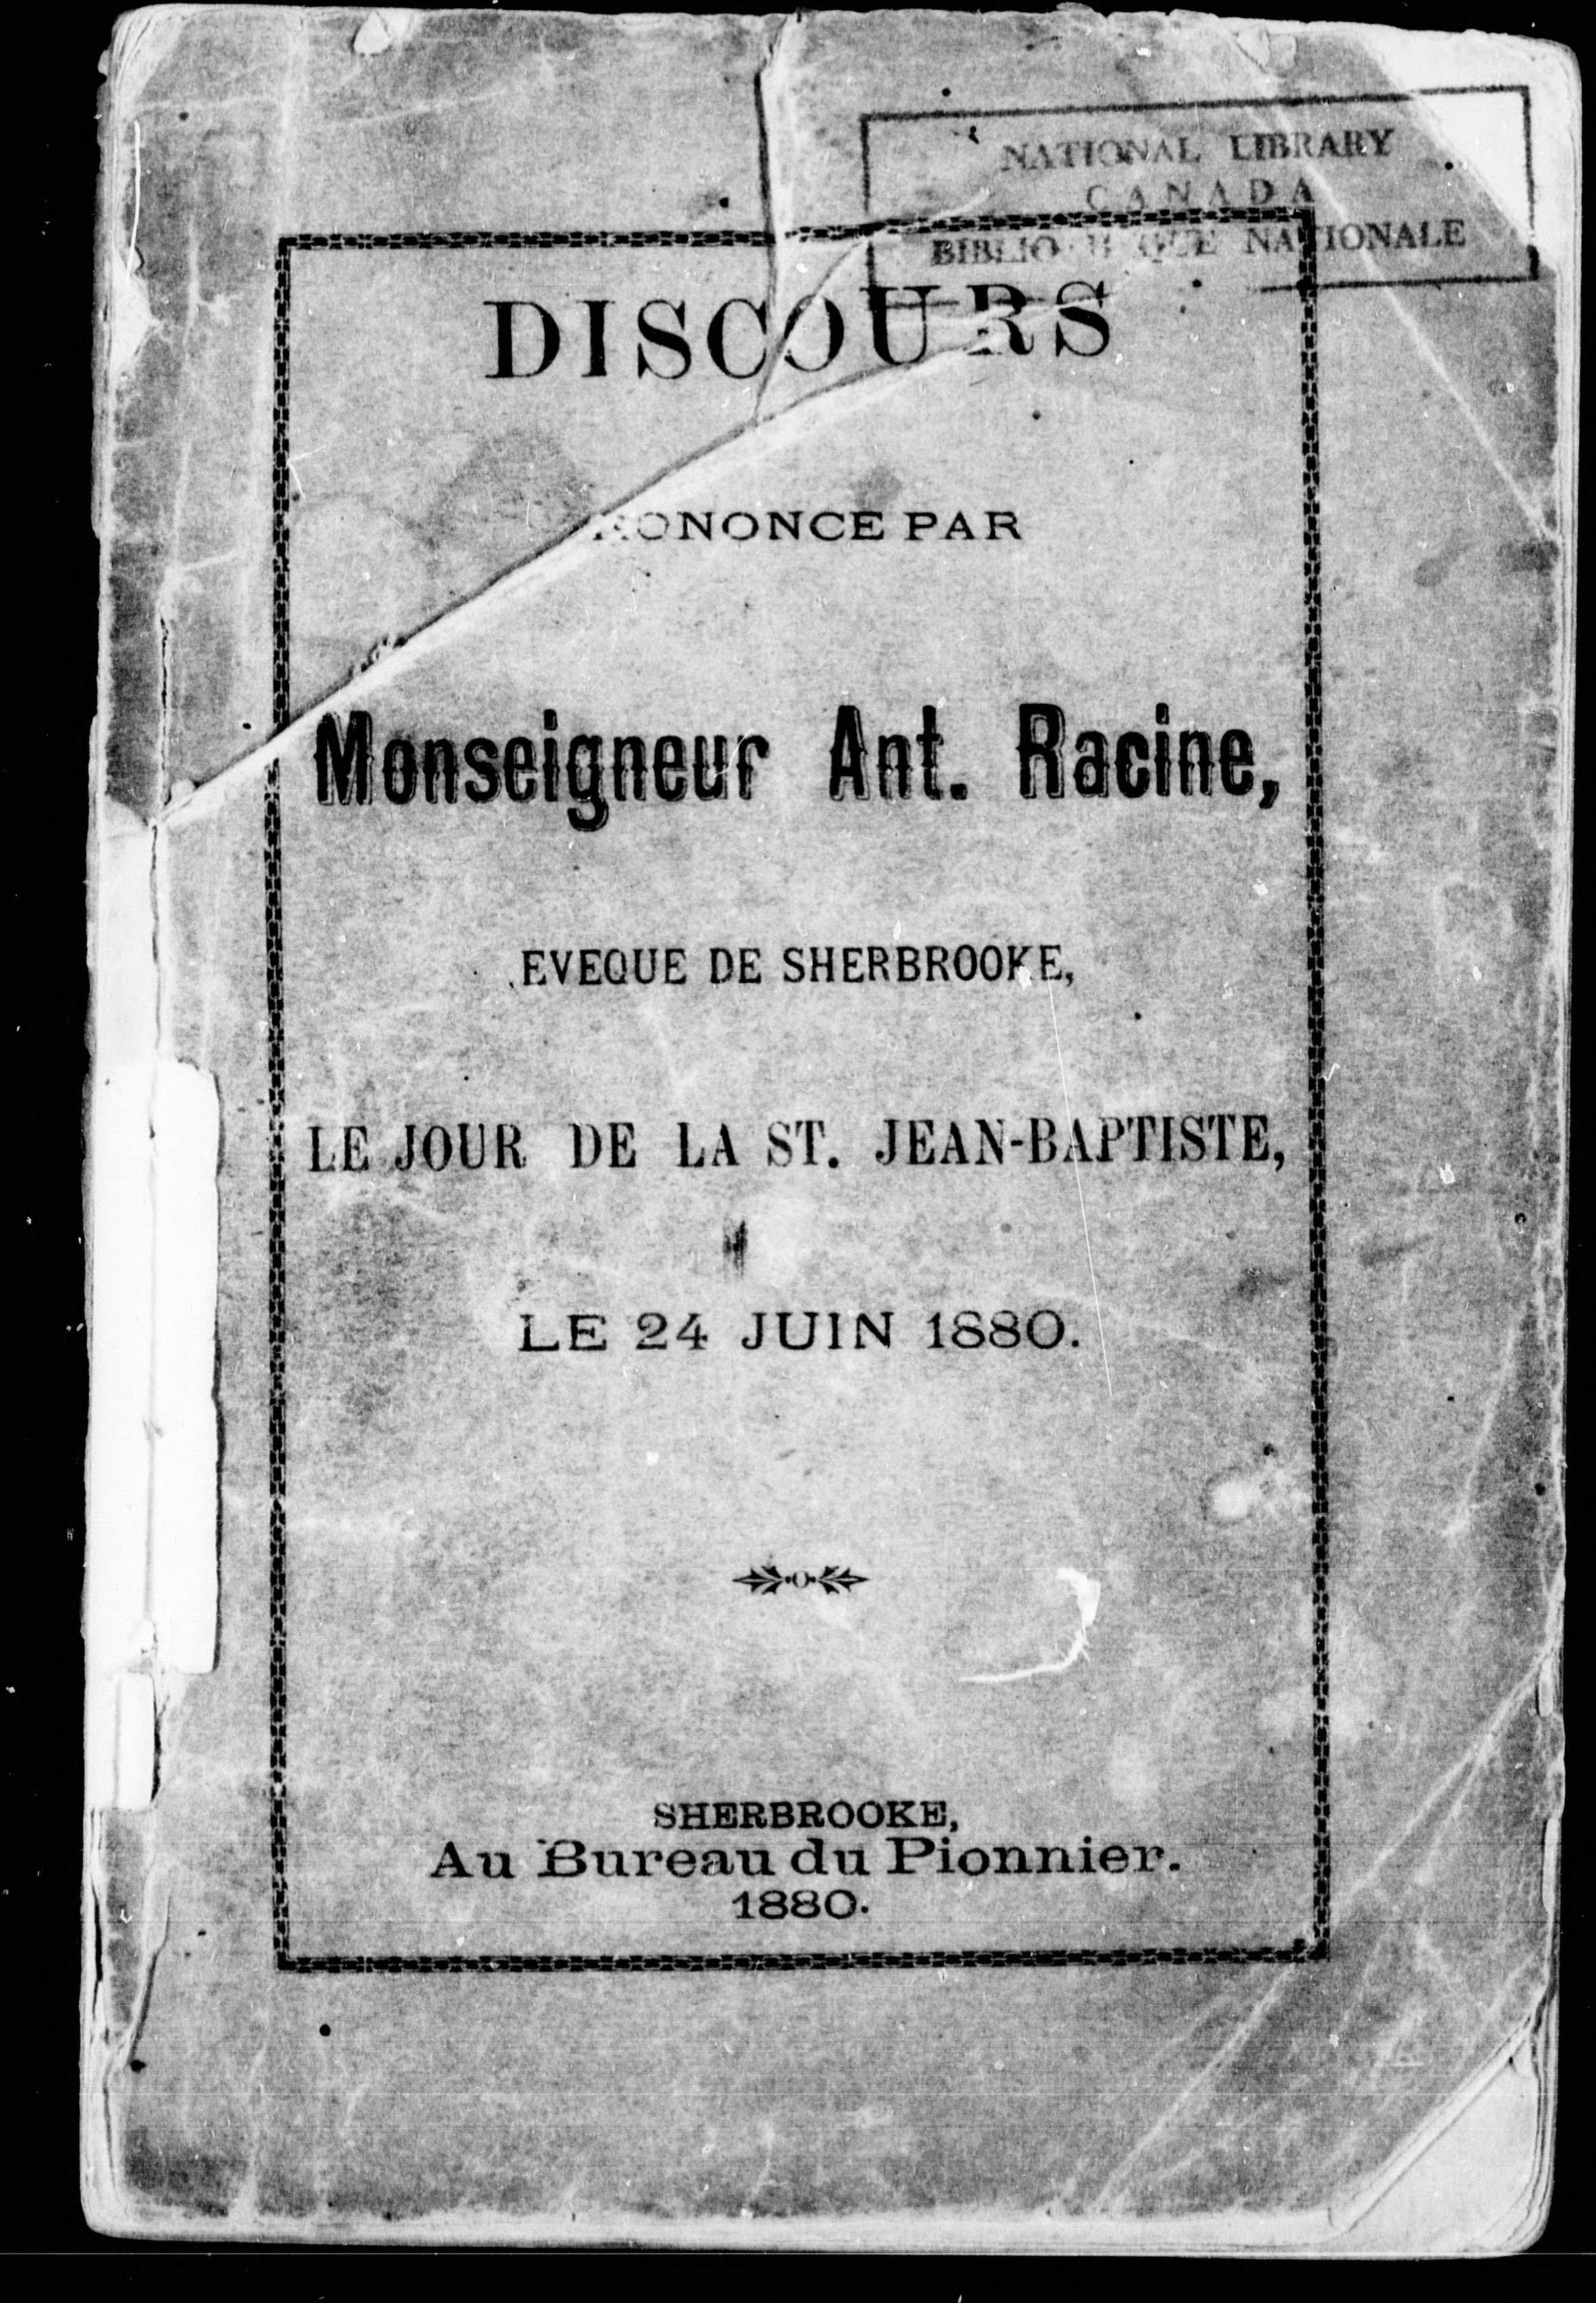 NATIONAL LIBRARY
CANADA
NATIONALE
DISCOURS
PAR
Monseigneur Ant. Racine,
EVEQUE DE SHERBROOKE,
LE JOUR DE LA ST. JEAN-BAPTISTE,
LE 24 JUIN 1880.
SHERBROOKE,
Au Bureau du Pionnier.
1880.